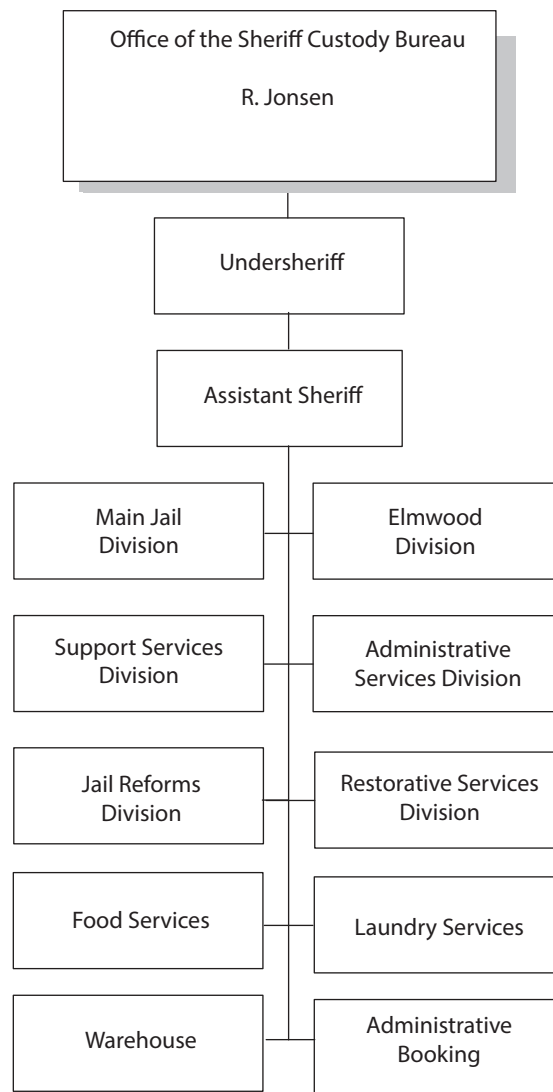 Office of the Sheriff Custody Bureau
R. Jonsen
Undersheriff
Assistant Sheriff
Main Jail
Division
Elmwood
Division
Support Services
Division
Administrative
Services Division
Jail Reforms
Division
Restorative Services
Division
Food Services
Laundry Services
Warehouse
Administrative
Booking